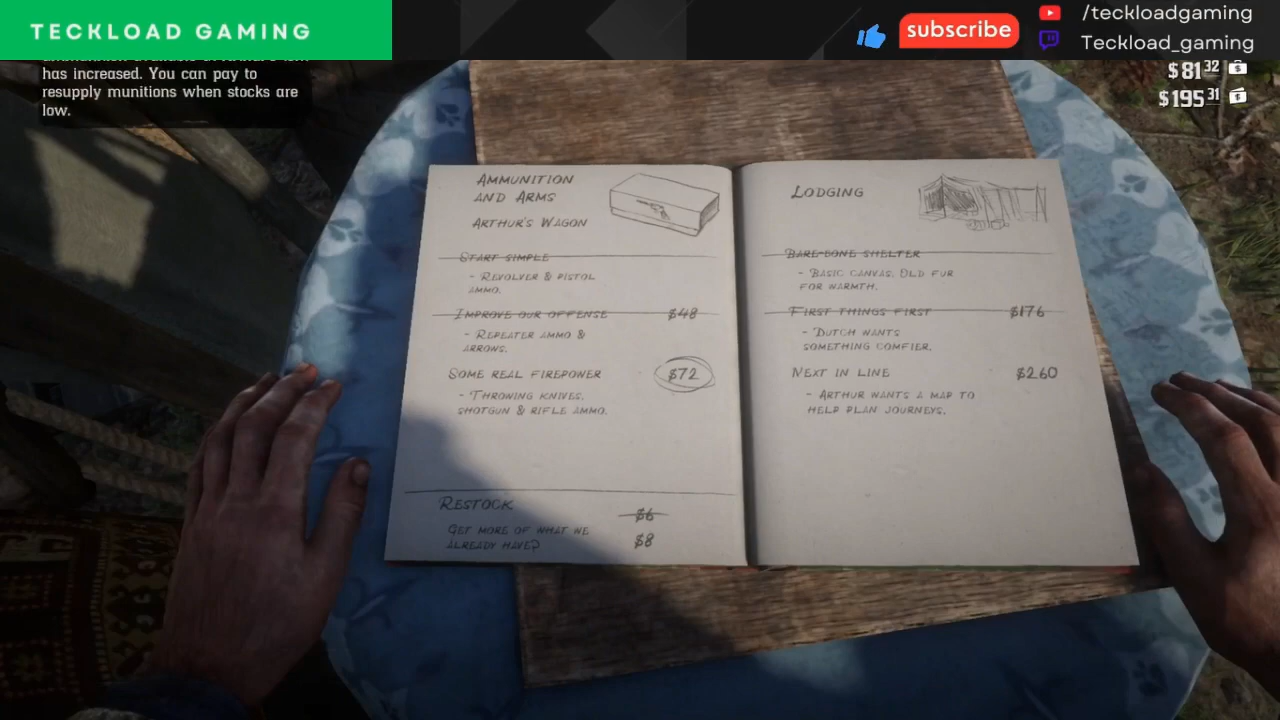 TECKLOAD GAMING
subscribe
/teckloadgaming
Teckload_gaming
has increased. You can pay to
resupply munitions when stocks are
low.
$81 32
$195 31
AMMUNITION
AND ARMS
ARTHUR'S WAGON
START SIMPLE
- REVOLVER & PISTOL
AMMO.
IMPROVE OUR OFFENSE $48
- REPEATER AMMO &
ARROWS.
SOME REAL FIREPOWER $72
- THROWING KNIVES.
SHOTGUN & RIFLE AMMO.
RESTOCK
$6
GET MORE OF WHAT WE
ALREADY HAVE?
$8
LODGING
BARE-BONE SHELTER
- BASIC CANVAS. OLD FUR
FOR WARMTH.
FIRST THINGS FIRST $176
- DUTCH WANTS
SOMETHING COMFIER.
NEXT IN LINE $260
- ARTHUR WANTS A MAP TO
HELP PLAN JOURNEYS.